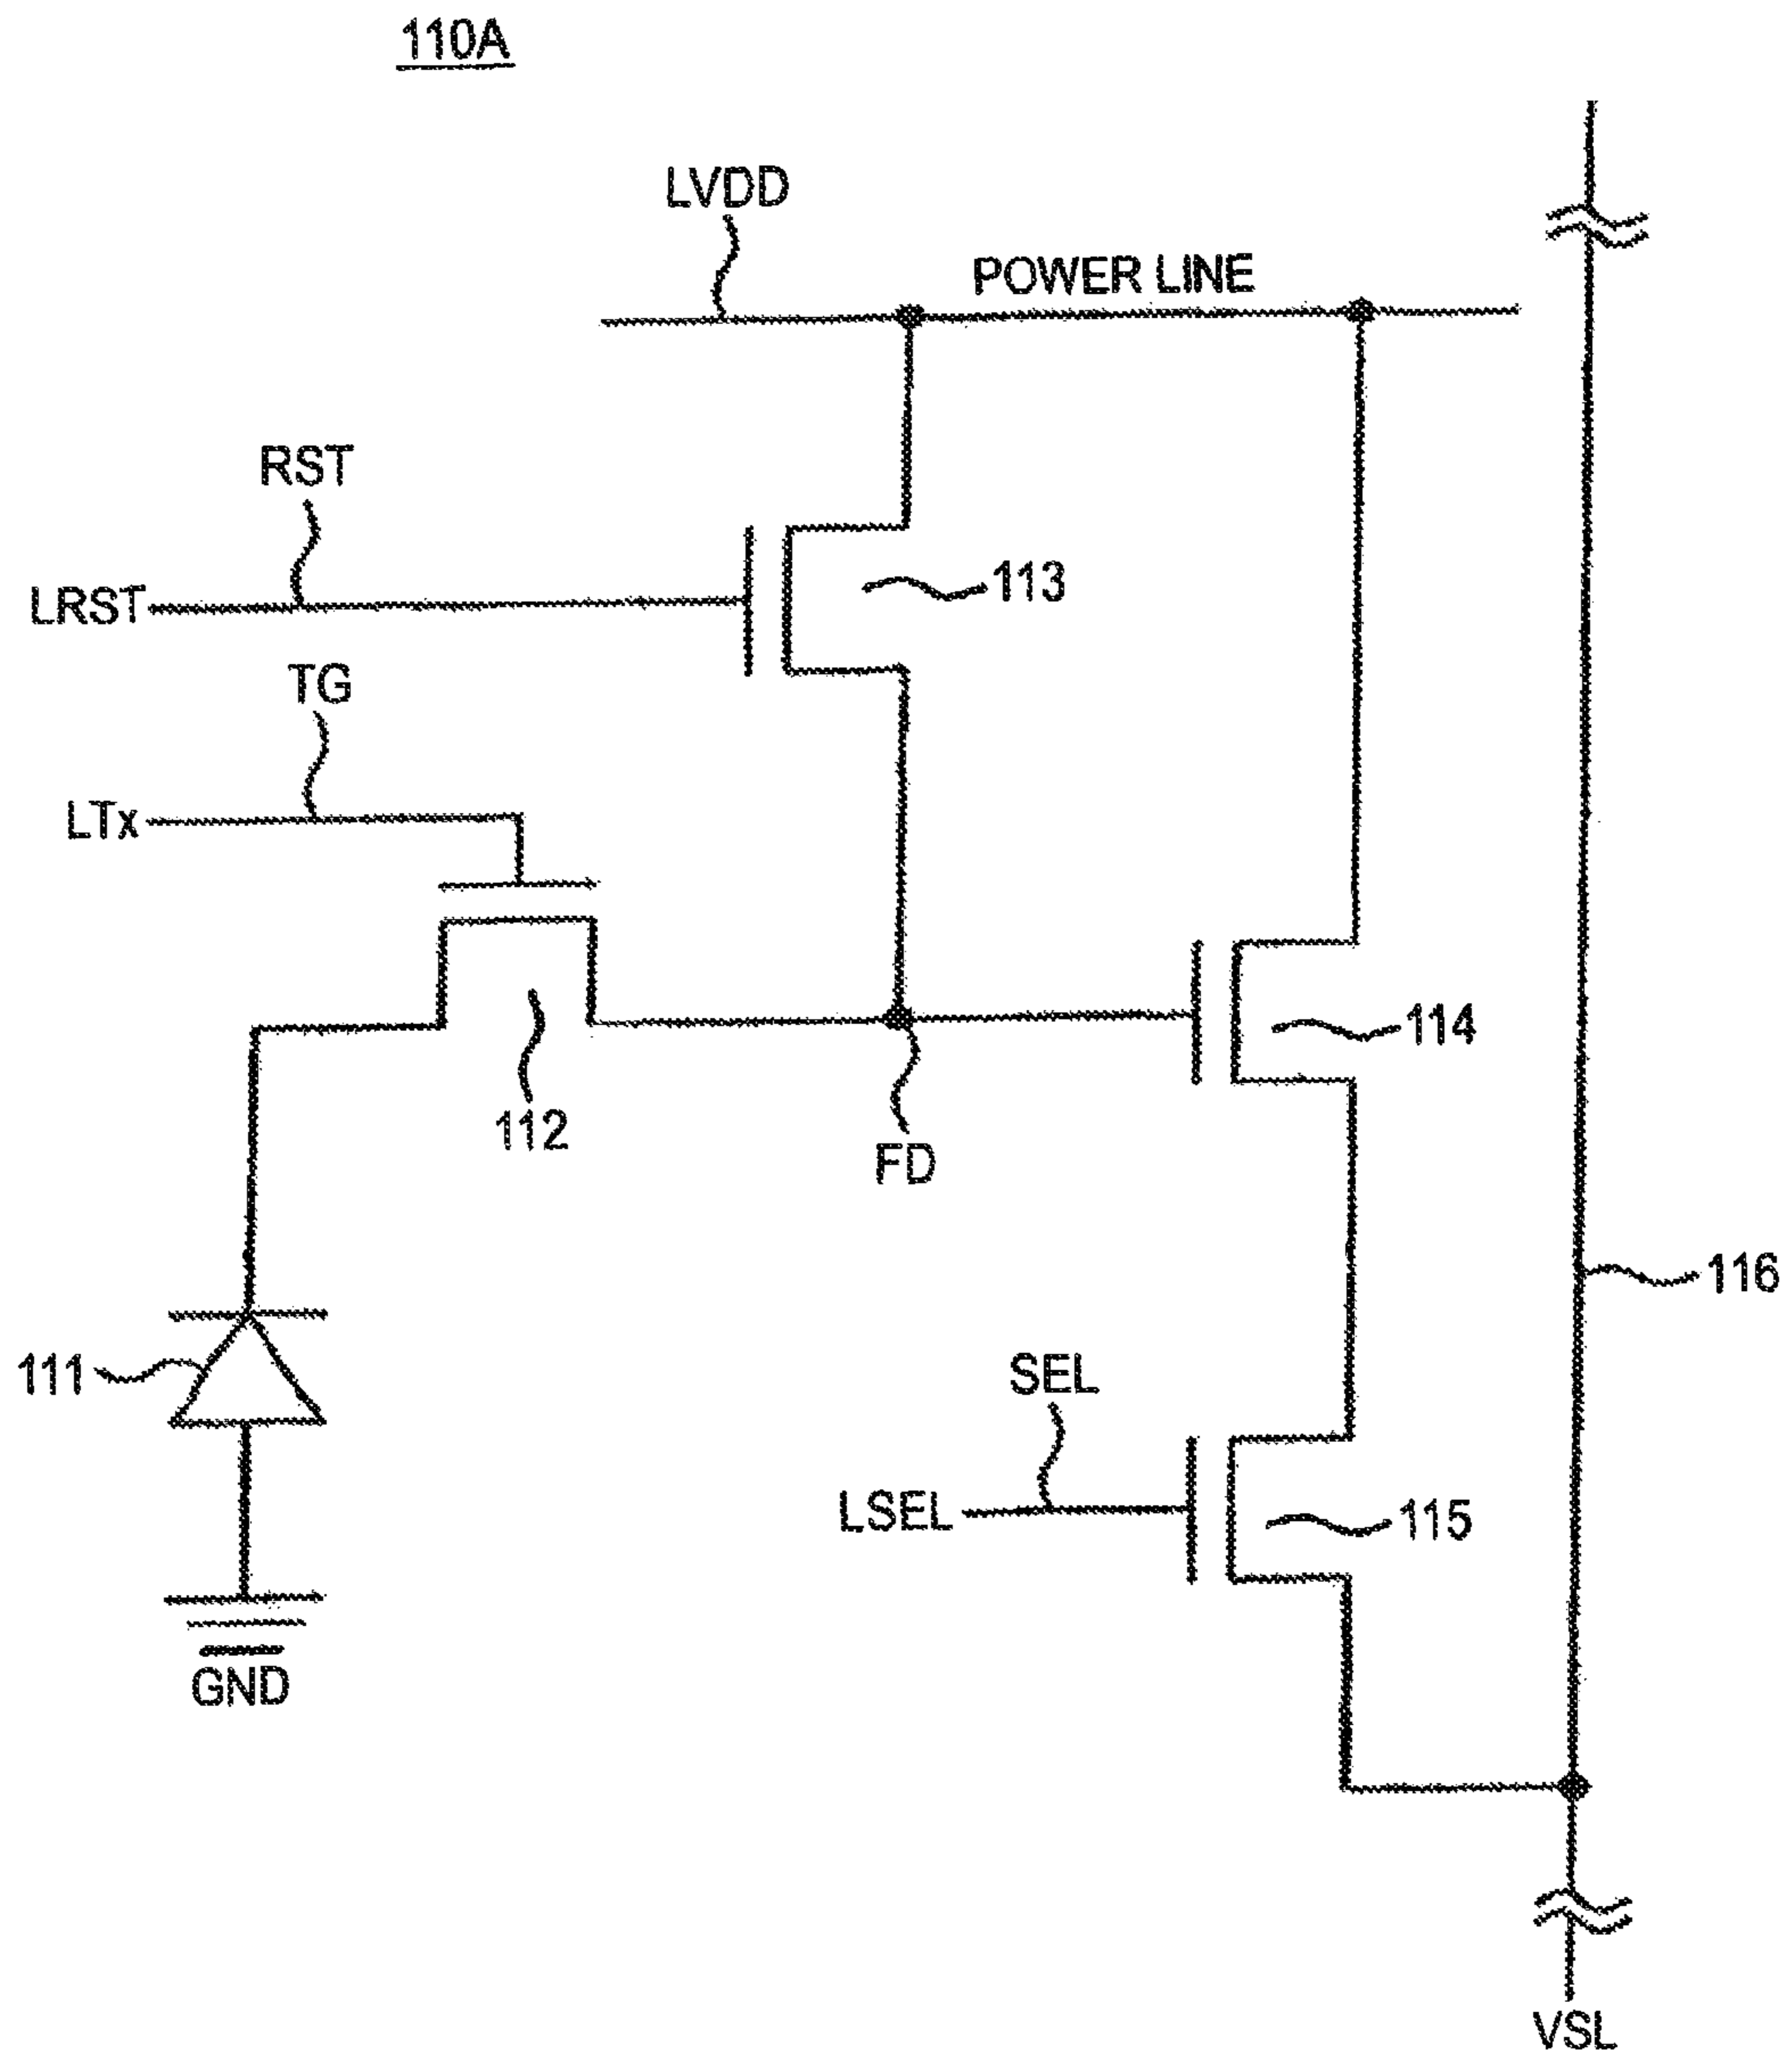 110A
LVDD
POWER LINE
RST
LRST
113
TG
LTx
114
112
FD
116
111
SEL
LSEL
115
GND
VSL